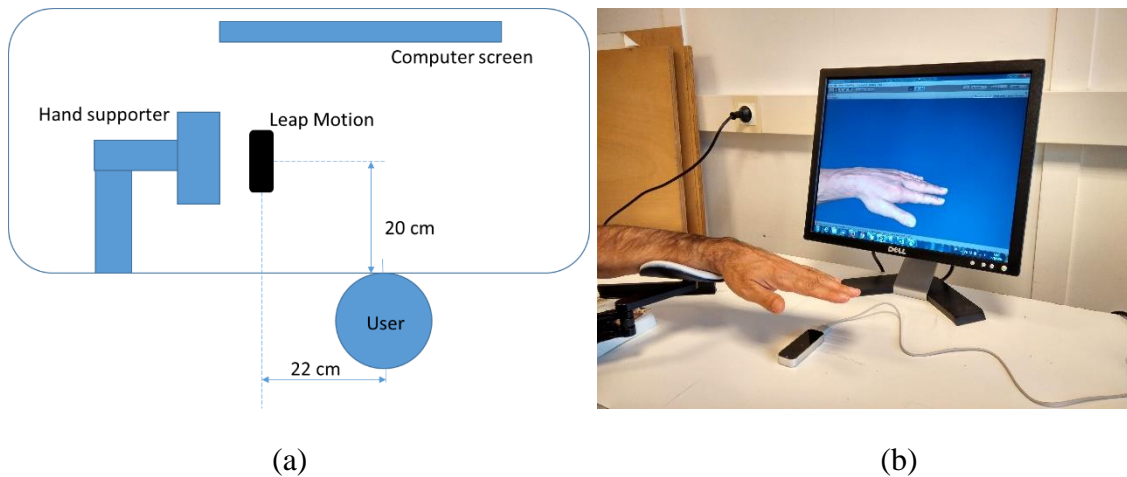 Computer screen
Hand supporter
Leap Motion
20 cm
User
22 cm
DELL
(a)
(b)